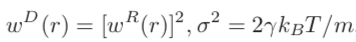 w^D(r) = [w^R(r)]^2, σ^2 = 2γk_BT/m